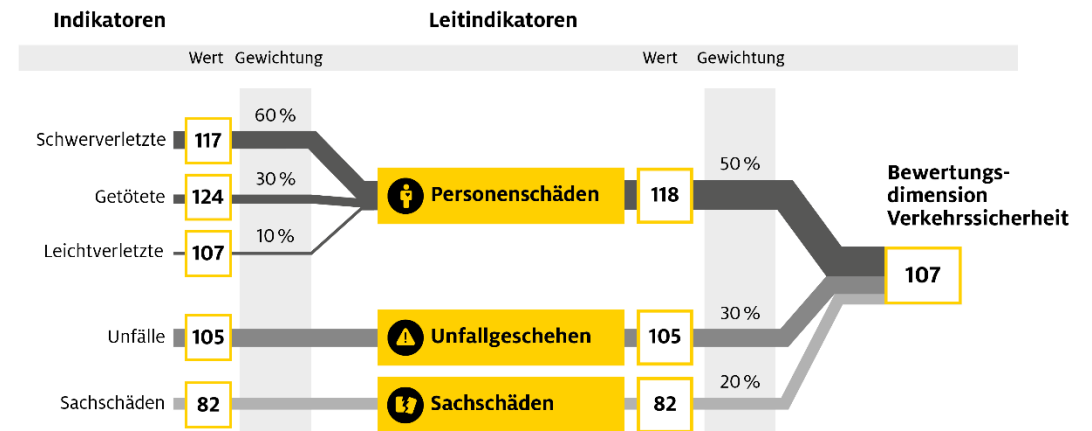 Indikatoren Leitindikatoren
Wert Gewichtung Wert Gewichtung
60 %
Schwerverletzte 117
30 %
Getötete 124
10 %
Leichtverletzte 107
Personenschäden 118
50 %
Bewertungs-
dimension
Verkehrssicherheit
107
30 %
Unfälle 105 Unfallgeschehen 105
20 %
Sachschäden 82 Sachschäden 82